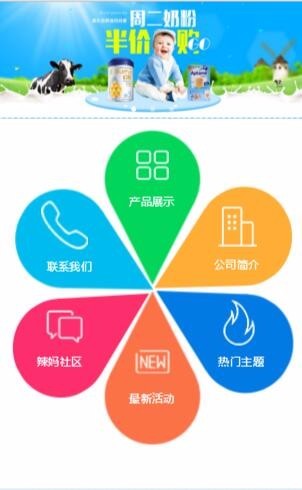 周二奶粉
半价 购GO
产品展示
联系我们
公司简介
辣妈社区
热门主题
NEW
最新活动